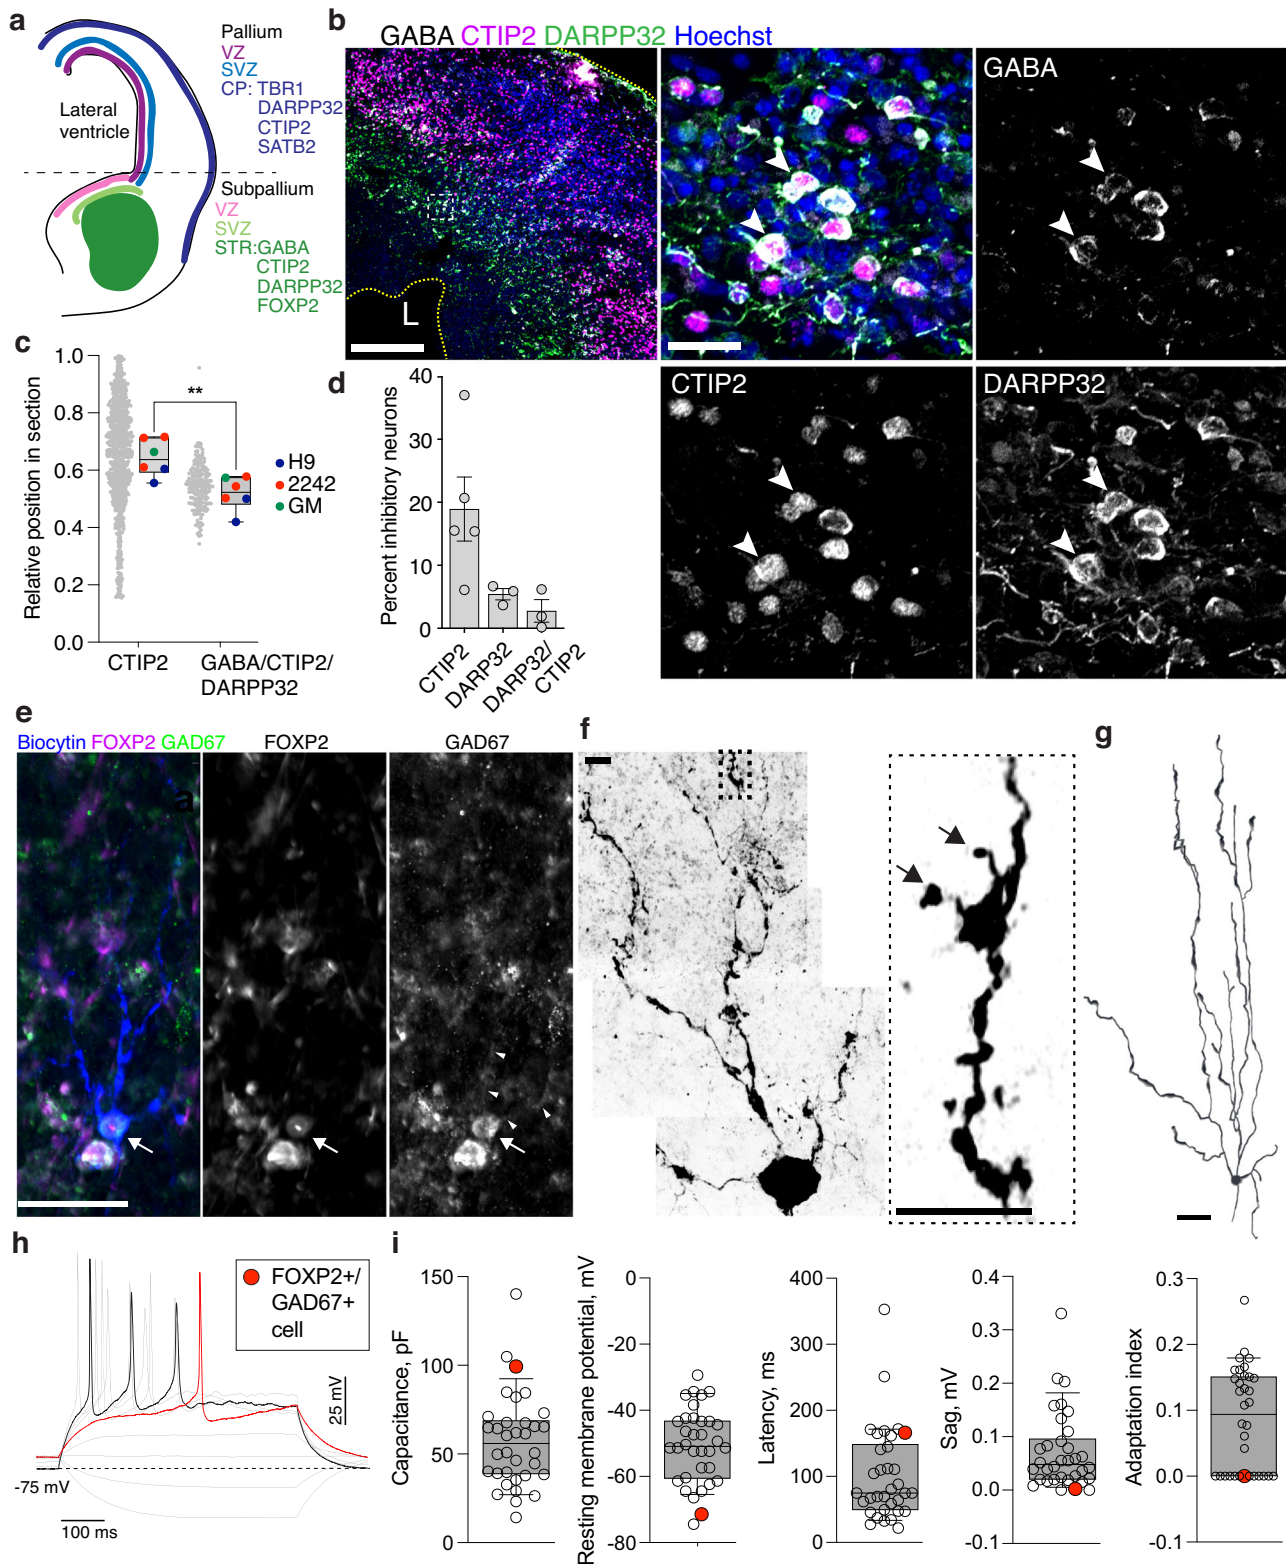 a
Pallium
VZ
SVZ
CP: TBR1
DARPP32
CTIP2
SATB2
Lateral
ventricle
Subpallium
VZ
SVZ
STR:GABA
CTIP2
DARPP32
FOXP2
b
GABA CTIP2 DARPP32 Hoechst
L
GABA
CTIP2
DARPP32
c
Relative position in section
1.0
0.8
0.6
0.4
0.2
0.0
**
H9
2242
GM
CTIP2
GABA/CTIP2/
DARPP32
d
Percent inhibitory neurons
40
30
20
10
0
CTIP2
DARP32
DARPP32/
CTIP2
e
Biocytin FOXP2 GAD67
FOXP2
GAD67
a
f
g
h
FOXP2+/
GAD67+
cell
25 mV
-75 mV
100 ms
i
Capacitance, pF
150
100
50
0
Resting membrane potential, mV
0
-20
-40
-60
-80
Latency, ms
400
300
200
100
0
Sag, mV
0.4
0.3
0.2
0.1
0.0
-0.1
Adaptation index
0.3
0.2
0.1
0.0
-0.1